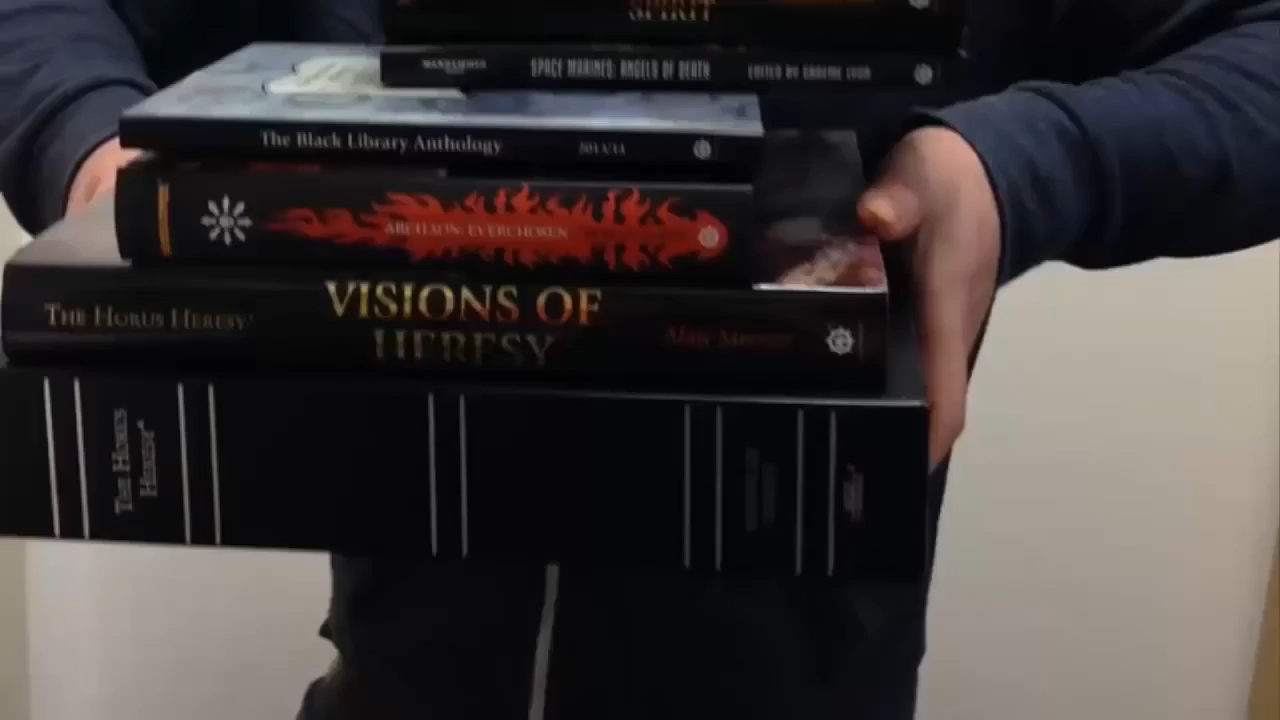 SPIRIT
WARHAMMER SPACE MARINES: ANGELS OF DEATH EDITED BY GRAEME LYON
The Black Library Anthology 2013/14
ARCHAON: EVERCHOSEN
THE HORUS HERESY VISIONS OF HERESY Alan Merrett
THE HORUS
HERESY